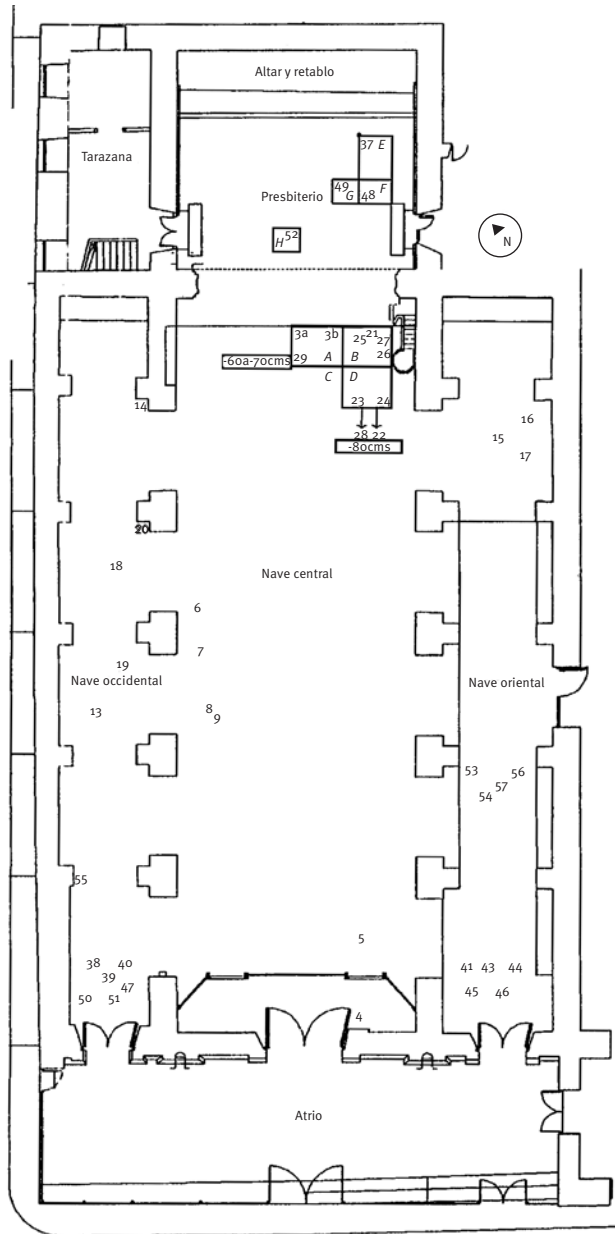 Altar y retablo
Tarazana
37 E
49
48 F
G
Presbiterio
H 52
N
3a 3b
25 21
27
29 A B 26
-60a-70cms
C D
23 24
28 22
-80cms
14
16
15
17
20
18
Nave central
6
7
19
Nave occidental
Nave oriental
13
8
9
53 56
57
54
55
5
38 40
39
47
50 51
41 43 44
45 46
4
Atrio